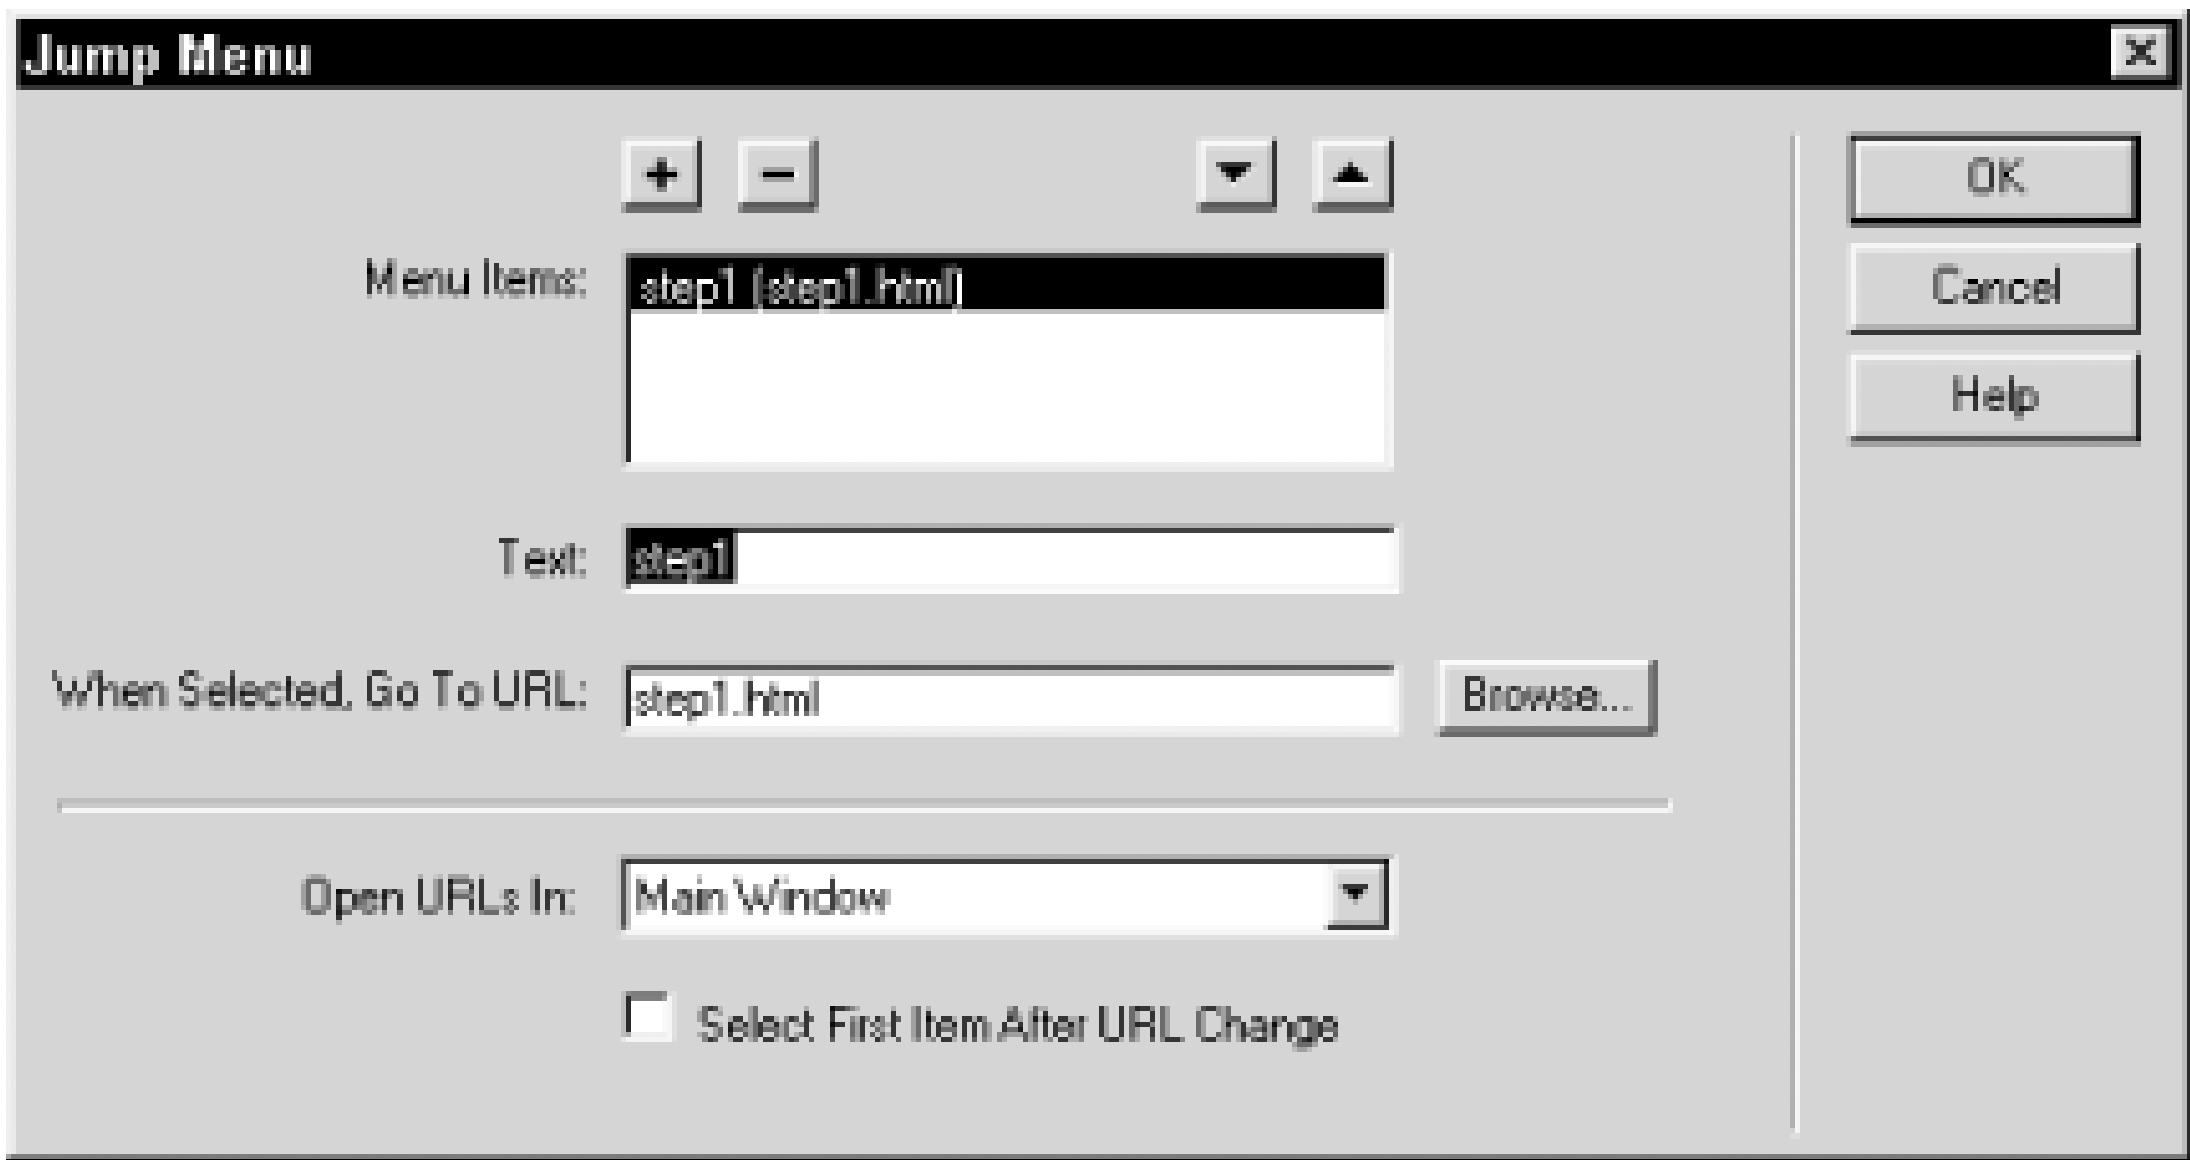 Jump Menu
OK
Menu Items: step1 (step1.html)
Cancel
Help
Text: step1
When Selected, Go To URL: step1.html Browse...
Open URLs In: Main Window
Select First Item After URL Change